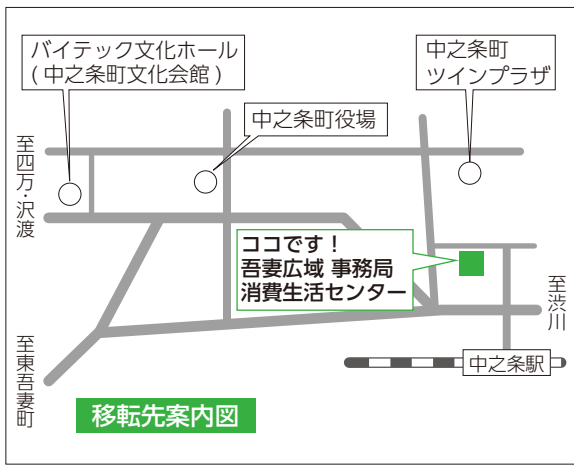 バイテック文化ホール
(中之条町文化会館)
中之条町
ツインプラザ
中之条町役場
至四万・沢渡
ココです！
吾妻広域 事務局
消費生活センター
至渋川
至東吾妻町
中之条駅
移転先案内図